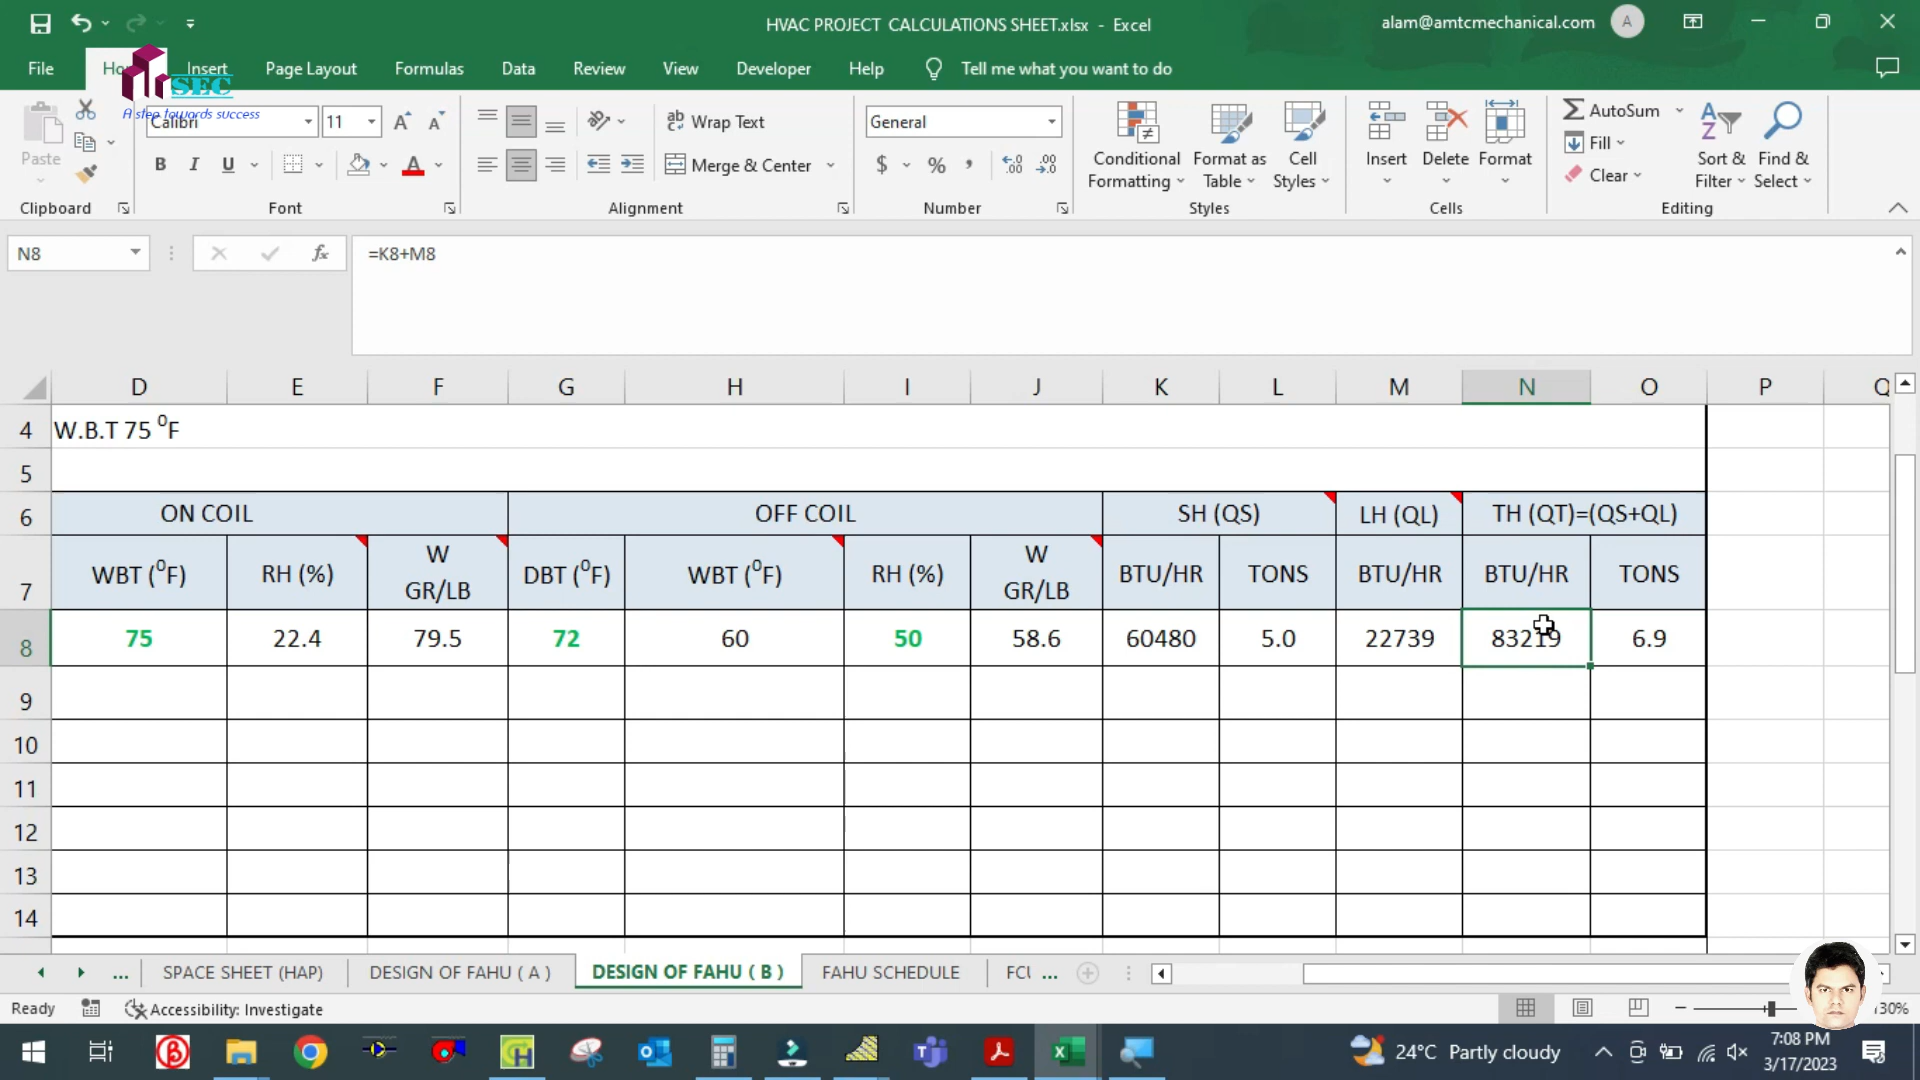 HVAC PROJECT CALCULATIONS SHEET.xlsx - Excel
alam@amtcmechanical.com
A
File
Insert
Page Layout
Formulas
Data
Review
View
Developer
Help
Tell me what you want to do
SEC
A step towards success
Paste
Clipboard
Calibri
11
B I U
Font
Wrap Text
Merge & Center
Alignment
General
$ % ,
Number
Conditional Formatting
Format as Table
Cell Styles
Styles
Insert
Delete
Format
Cells
AutoSum
Fill
Clear
Sort & Filter
Find & Select
Editing
N8
fx
=K8+M8
D E F G H I J K L M N O P Q
4 W.B.T 75 ⁰F
5
6 ON COIL OFF COIL SH (QS) LH (QL) TH (QT)=(QS+QL)
7 WBT (⁰F) RH (%) W GR/LB DBT (⁰F) WBT (⁰F) RH (%) W GR/LB BTU/HR TONS BTU/HR BTU/HR TONS
8 75 22.4 79.5 72 60 50 58.6 60480 5.0 22739 83219 6.9
9
10
11
12
13
14
... SPACE SHEET (HAP) DESIGN OF FAHU ( A ) DESIGN OF FAHU ( B ) FAHU SCHEDULE FCU ...
Ready
Accessibility: Investigate
24°C Partly cloudy
7:08 PM
3/17/2023